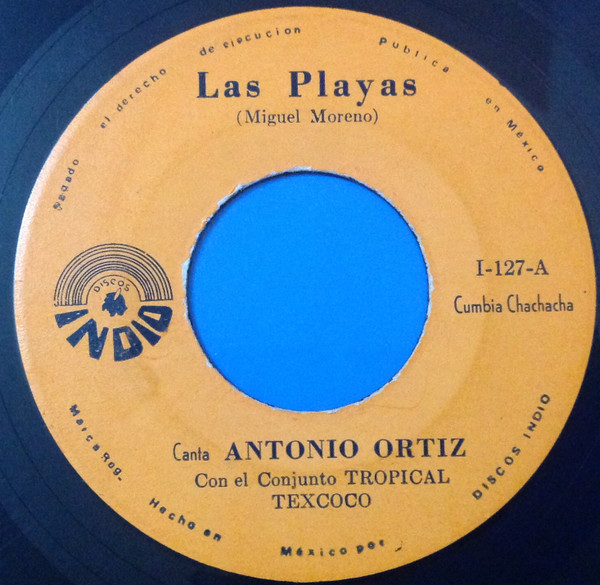 Pagado el derecho de ejecucion Publica en México
Las Playas
(Miguel Moreno)
DISCOS
INDIO
I-127-A
Cumbia Chachacha
Canta ANTONIO ORTIZ
Con el Conjunto TROPICAL
TEXCOCO
Marca Reg. Hecho en México por DISCOS INDIO